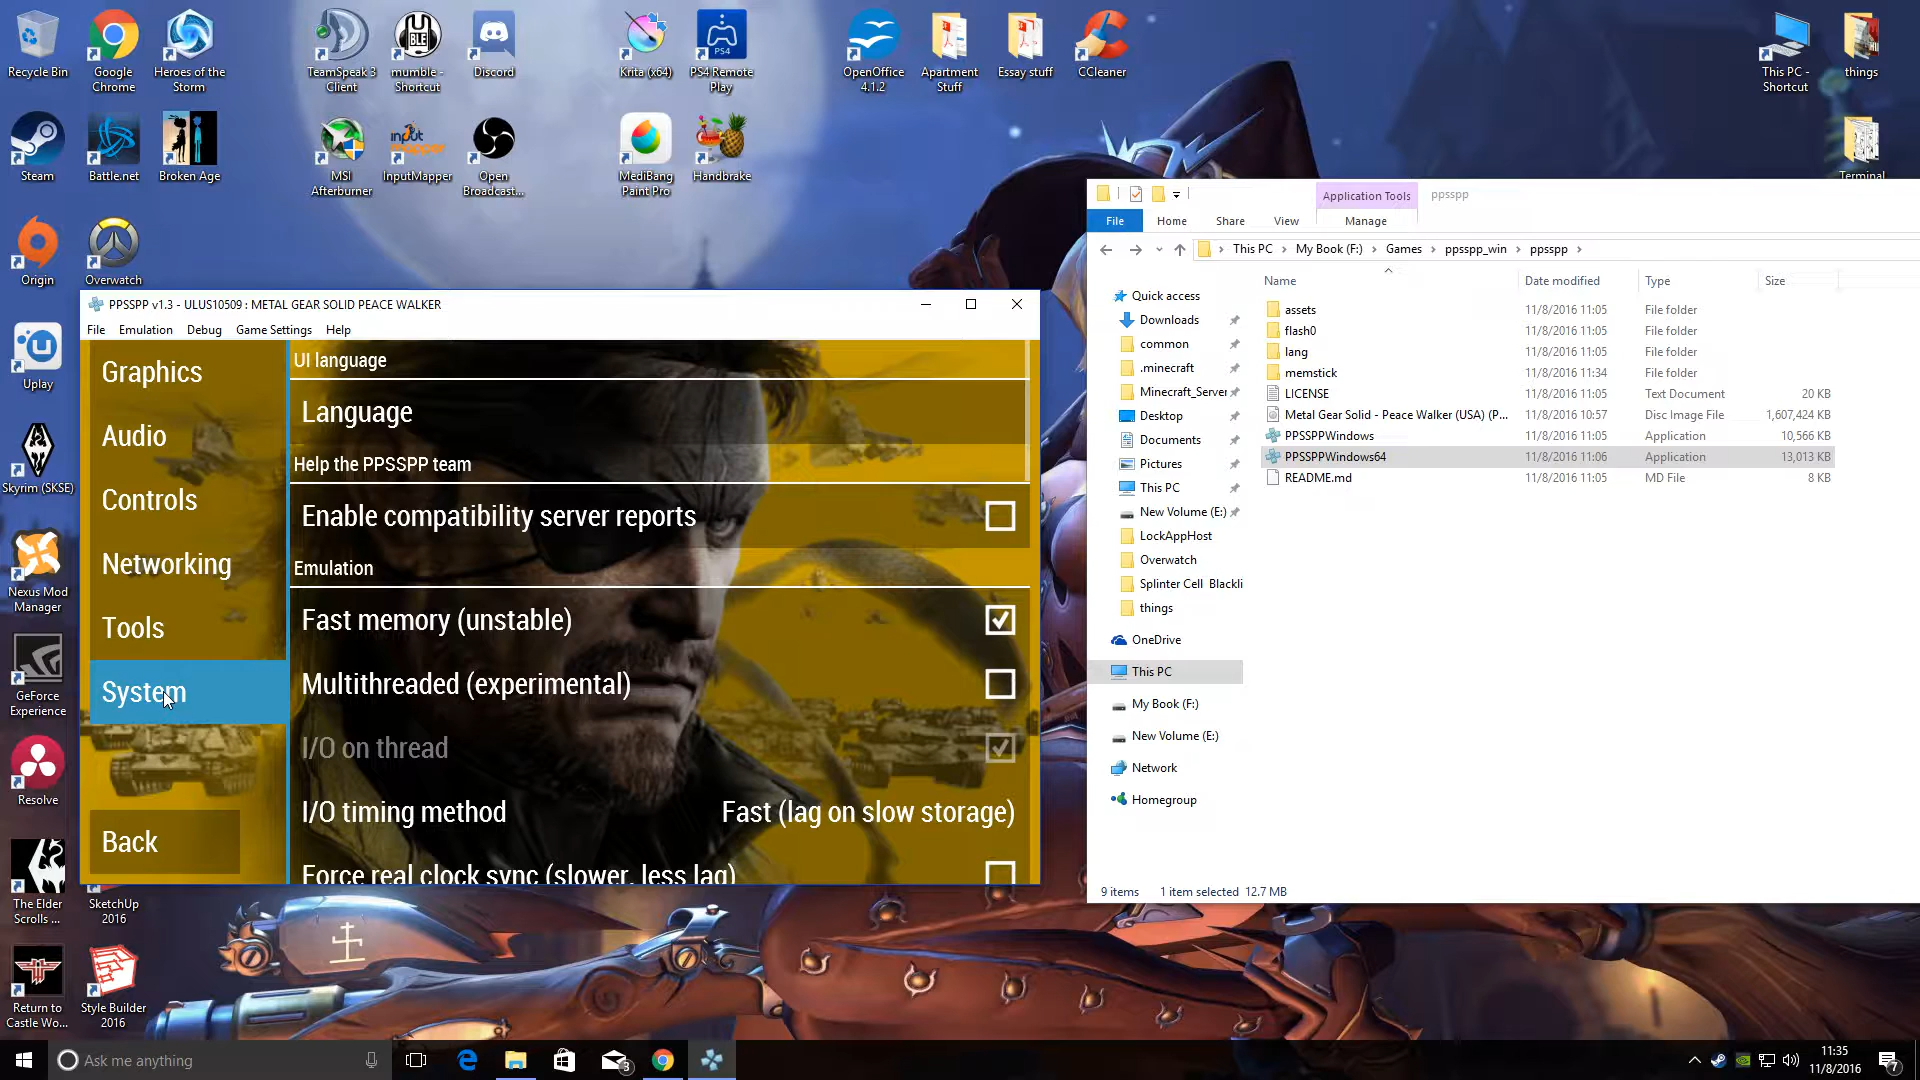 Recycle Bin
Google
Chrome
Heroes of the
Storm
TeamSpeak 3
Client
mumble -
Shortcut
Discord
Krita (x64)
PS4 Remote
Play
OpenOffice
4.1.2
Apartment
Stuff
Essay stuff
CCleaner
This PC -
Shortcut
things
Steam
Battle.net
Broken Age
MSI
Afterburner
InputMapper
Open
Broadcast...
MediBang
Paint Pro
Handbrake
Terminal
Origin
Overwatch
Uplay
Skyrim (SKSE)
Nexus Mod
Manager
GeForce
Experience
Resolve
The Elder
Scrolls ...
SketchUp
2016
Return to
Castle Wo...
Style Builder
2016
PPSSPP v1.3 - ULUS10509 : METAL GEAR SOLID PEACE WALKER
File Emulation Debug Game Settings Help
Graphics
Audio
Controls
Networking
Tools
System
Back
UI language
Language
Help the PPSSPP team
Enable compatibility server reports
Emulation
Fast memory (unstable)
Multithreaded (experimental)
I/O on thread
I/O timing method Fast (lag on slow storage)
Force real clock sync (slower, less lag)
Application Tools ppsspp
File Home Share View Manage
This PC My Book (F:) Games ppsspp_win ppsspp
Name Date modified Type Size
Quick access
Downloads
common
.minecraft
Minecraft_Server
Desktop
Documents
Pictures
This PC
New Volume (E:)
LockAppHost
Overwatch
Splinter Cell Blackli
things
OneDrive
This PC
My Book (F:)
New Volume (E:)
Network
Homegroup
assets 11/8/2016 11:05 File folder
flash0 11/8/2016 11:05 File folder
lang 11/8/2016 11:05 File folder
memstick 11/8/2016 11:34 File folder
LICENSE 11/8/2016 11:05 Text Document 20 KB
Metal Gear Solid - Peace Walker (USA) (P... 11/8/2016 10:57 Disc Image File 1,607,424 KB
PPSSPPWindows 11/8/2016 11:05 Application 10,566 KB
PPSSPPWindows64 11/8/2016 11:06 Application 13,013 KB
README.md 11/8/2016 11:05 MD File 8 KB
9 items 1 item selected 12.7 MB
Ask me anything
3
11:35
11/8/2016
7